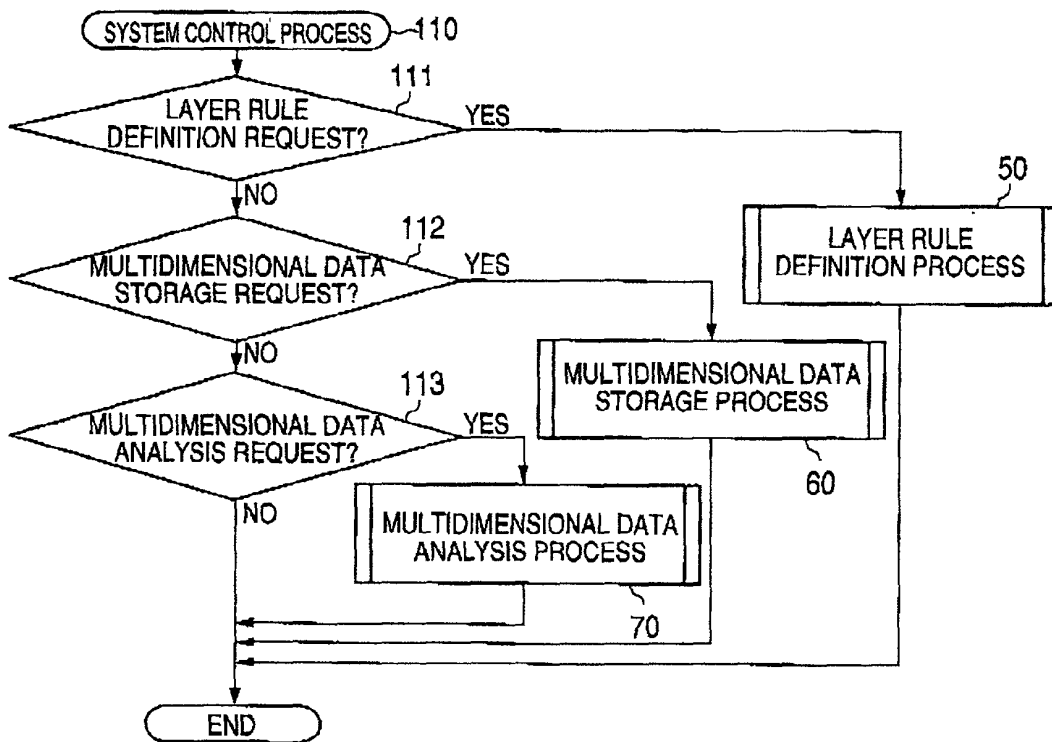 SYSTEM CONTROL PROCESS
110
111
LAYER RULE
DEFINITION REQUEST?
YES
NO
50
LAYER RULE
DEFINITION PROCESS
112
MULTIDIMENSIONAL DATA
STORAGE REQUEST?
YES
NO
MULTIDIMENSIONAL DATA
STORAGE PROCESS
60
113
MULTIDIMENSIONAL DATA
ANALYSIS REQUEST?
YES
NO
MULTIDIMENSIONAL DATA
ANALYSIS PROCESS
70
END